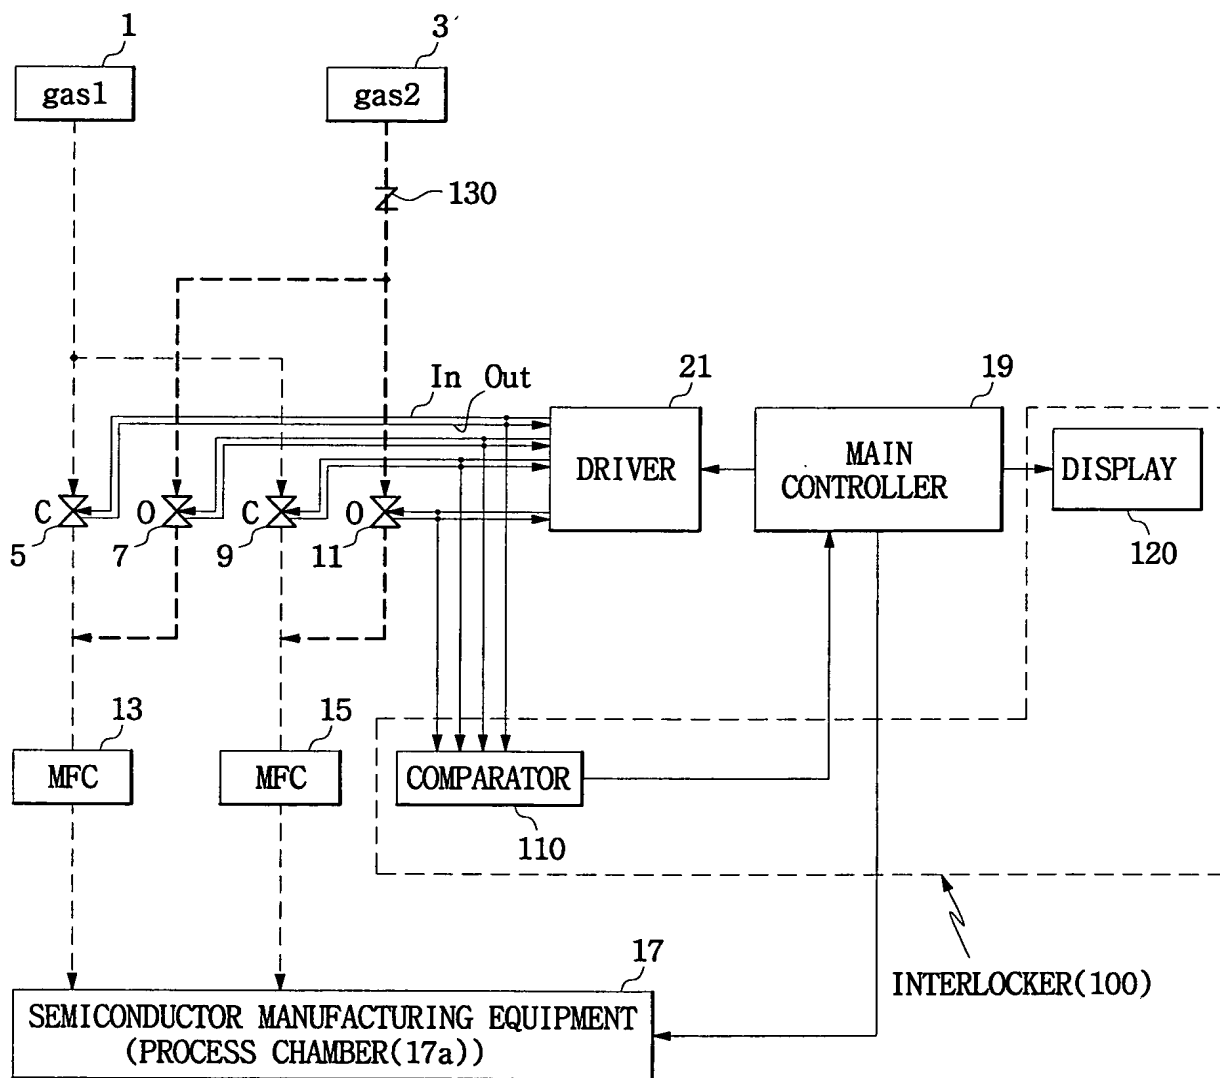 1
3
gas1
gas2
130
In Out
21
19
DRIVER
MAIN
CONTROLLER
DISPLAY
C
O
C
O
5
7
9
11
120
13
15
MFC
MFC
COMPARATOR
110
17
INTERLOCKER(100)
SEMICONDUCTOR MANUFACTURING EQUIPMENT
(PROCESS CHAMBER(17a))